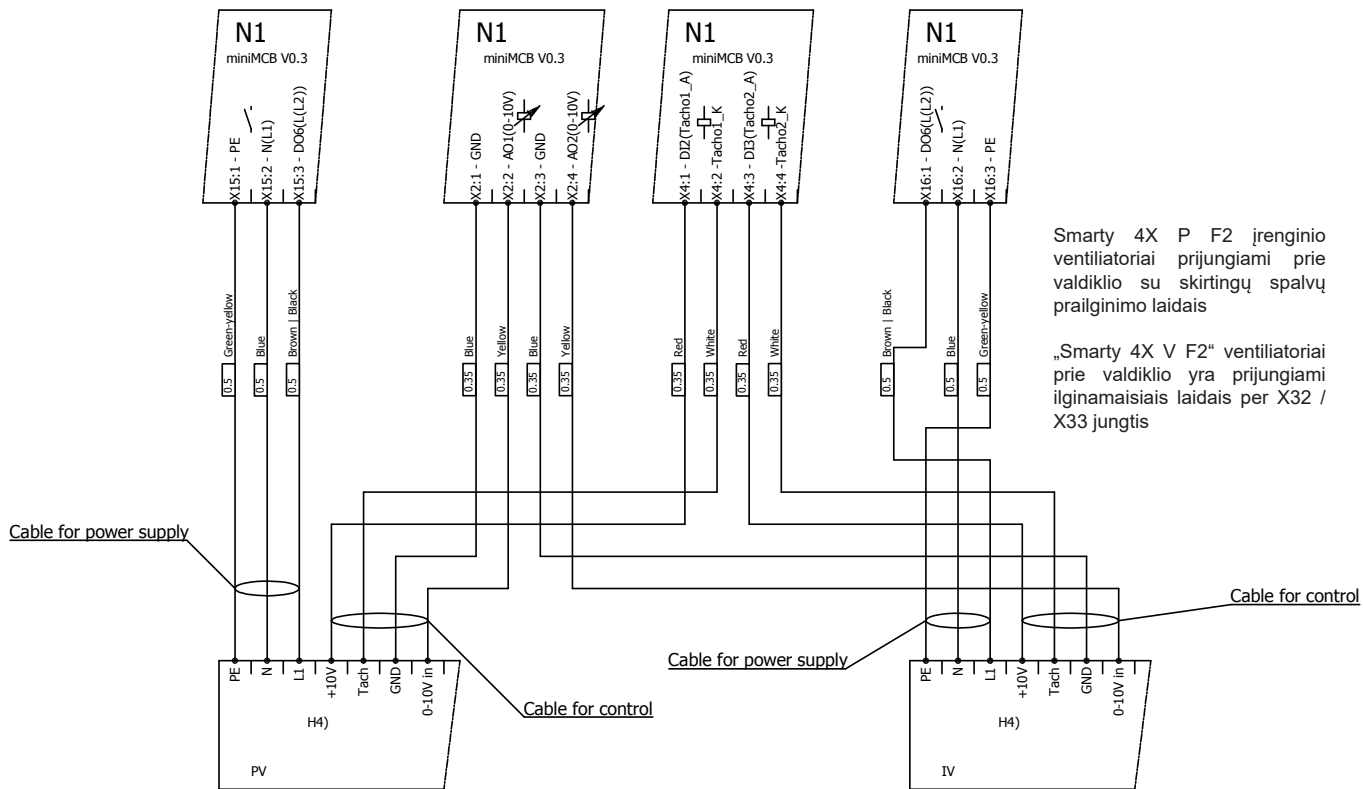 N1
miniMCB V0.3
X15:1 - PE
X15:2 - N(L1)
X15:3 - DO6(L(L2))
N1
miniMCB V0.3
X2:1 - GND
X2:2 - AO1(0-10V)
X2:3 - GND
X2:4 - AO2(0-10V)
N1
miniMCB V0.3
X4:1 - DI2(Tacho1_A)
X4:2 -Tacho1_K
X4:3 - DI3(Tacho2_A)
X4:4 -Tacho2_K
N1
miniMCB V0.3
X16:1 - DO6(L(L2))
X16:2 - N(L1)
X16:3 - PE
Smarty 4X P F2 įrenginio
ventiliatoriai prijungiami prie
valdiklio su skirtingų spalvų
prailginimo laidais
„Smarty 4X V F2“ ventiliatoriai
prie valdiklio yra prijungiami
ilginamaisiais laidais per X32 /
X33 jungtis
0.5 Green-yellow
0.5 Blue
0.5 Brown | Black
0.35 Blue
0.35 Yellow
0.35 Blue
0.35 Yellow
0.35 Red
0.35 White
0.35 Red
0.35 White
0.5 Brown | Black
0.5 Blue
0.5 Green-yellow
Cable for power supply
Cable for control
Cable for power supply
Cable for control
PE
N
L1
+10V
Tach
GND
0-10V in
H4)
PV
PE
N
L1
+10V
Tach
GND
0-10V in
H4)
IV